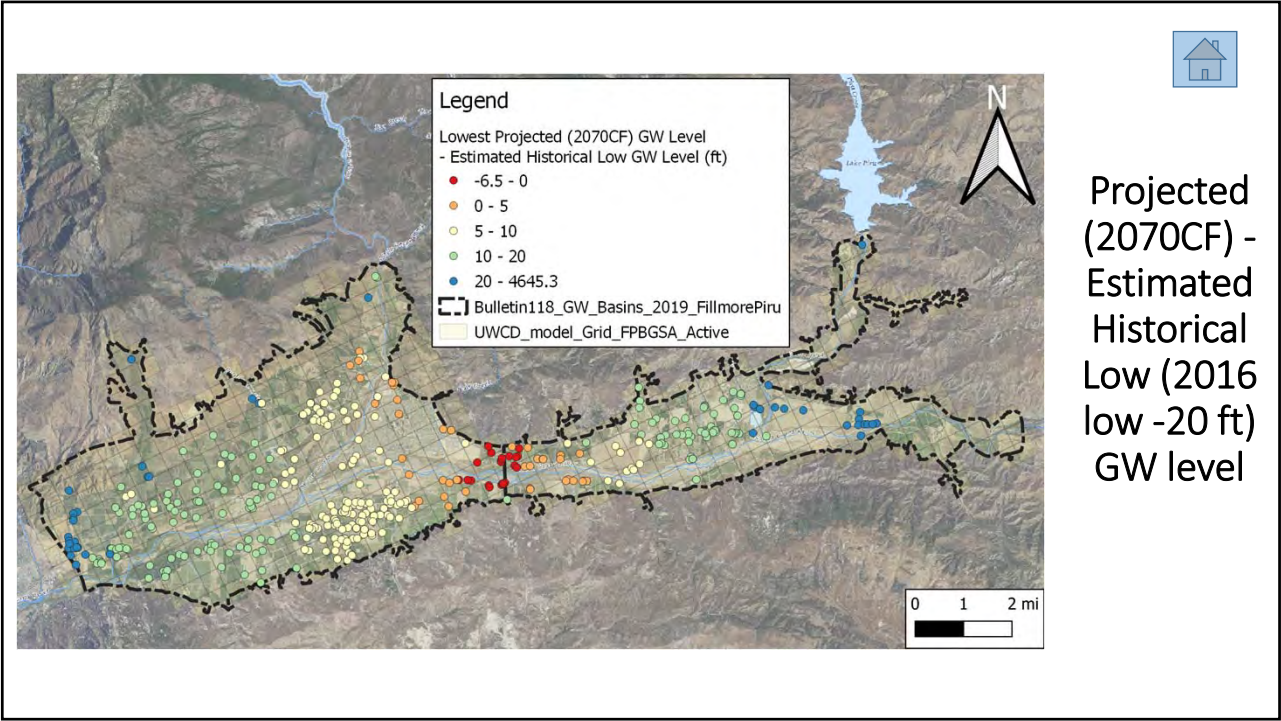 Legend
Lowest Projected (2070CF) GW Level
- Estimated Historical Low GW Level (ft)
-6.5 - 0
0 - 5
5 - 10
10 - 20
20 - 4645.3
Bulletin118_GW_Basins_2019_FillmorePiru
UWCD_model_Grid_FPBGSA_Active
N
Lake Piru
0 1 2 mi
Projected
(2070CF) -
Estimated
Historical
Low (2016
low -20 ft)
GW level